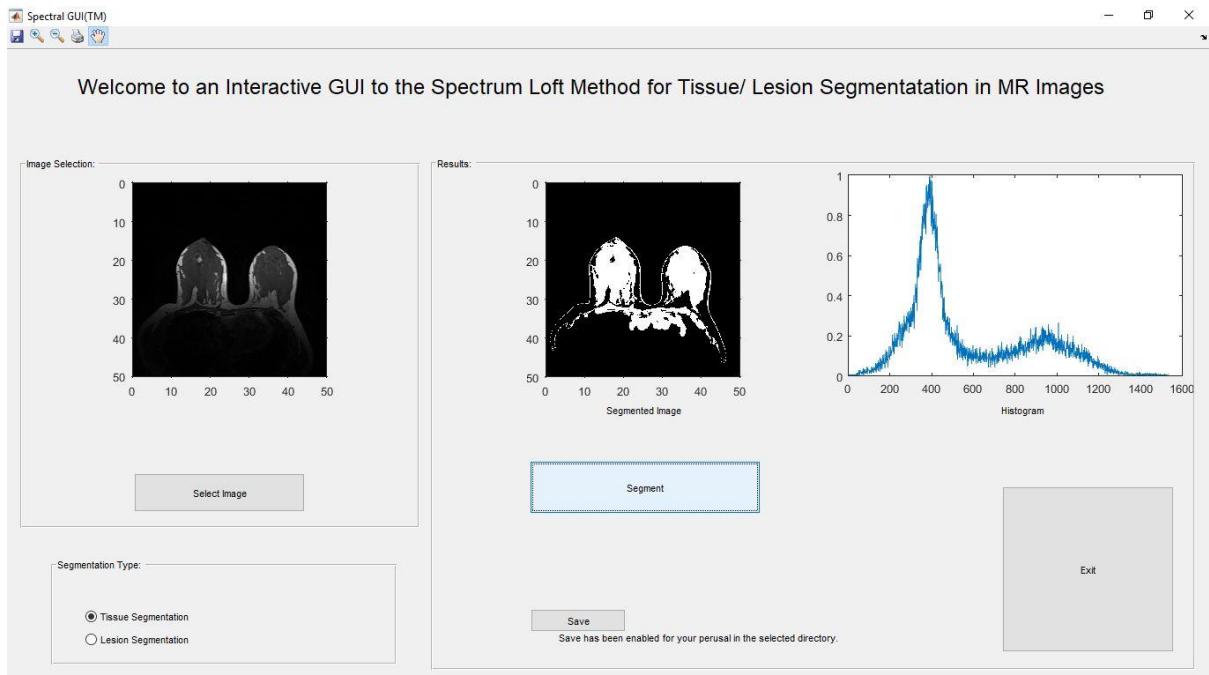 Spectral GUI(TM)
Welcome to an Interactive GUI to the Spectrum Loft Method for Tissue/ Lesion Segmentatation in MR Images
Image Selection:
0
10
20
30
40
50
0 10 20 30 40 50
Select Image
Segmentation Type:
Tissue Segmentation
Lesion Segmentation
Results:
0
10
20
30
40
50
0 10 20 30 40 50
Segmented Image
1
0.8
0.6
0.4
0.2
0
0 200 400 600 800 1000 1200 1400 1600
Histogram
Segment
Save
Save has been enabled for your perusal in the selected directory.
Exit